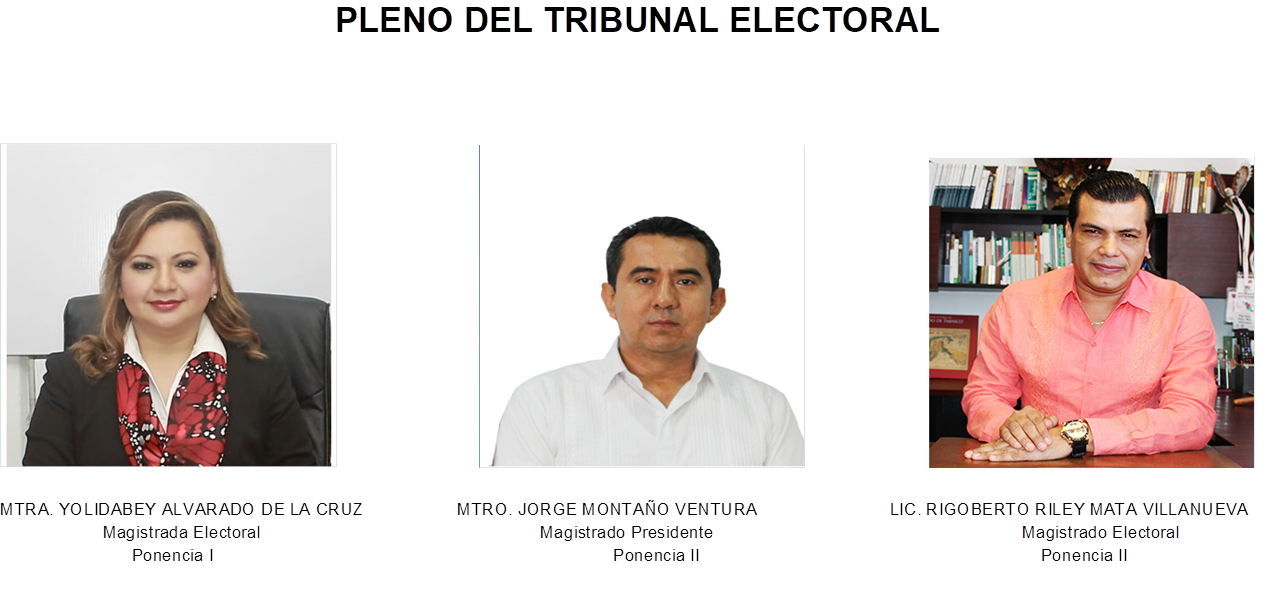 PLENO DEL TRIBUNAL ELECTORAL
MTRA. YOLIDABEY ALVARADO DE LA CRUZ
Magistrada Electoral
Ponencia I
MTRO. JORGE MONTAÑO VENTURA
Magistrado Presidente
Ponencia II
LIC. RIGOBERTO RILEY MATA VILLANUEVA
Magistrado Electoral
Ponencia II